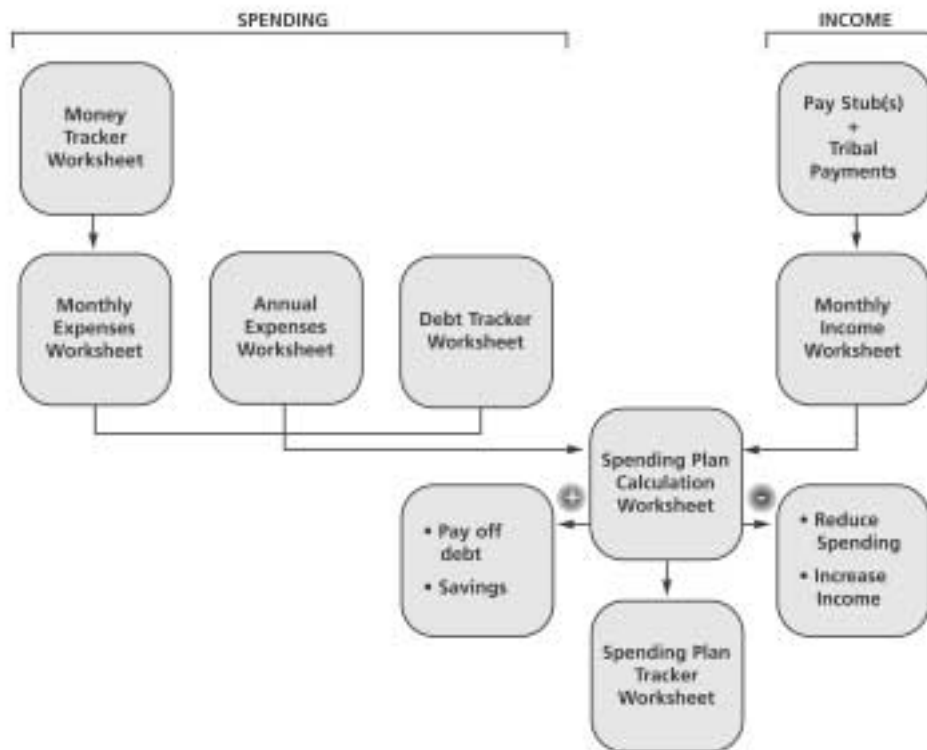 SPENDING
INCOME
Money
Tracker
Worksheet
Pay Stub(s)
+
Tribal
Payments
Monthly
Expenses
Worksheet
Annual
Expenses
Worksheet
Debt Tracker
Worksheet
Monthly
Income
Worksheet
Spending Plan
Calculation
Worksheet
+
-
• Pay off
debt
• Savings
• Reduce
Spending
• Increase
Income
Spending Plan
Tracker
Worksheet